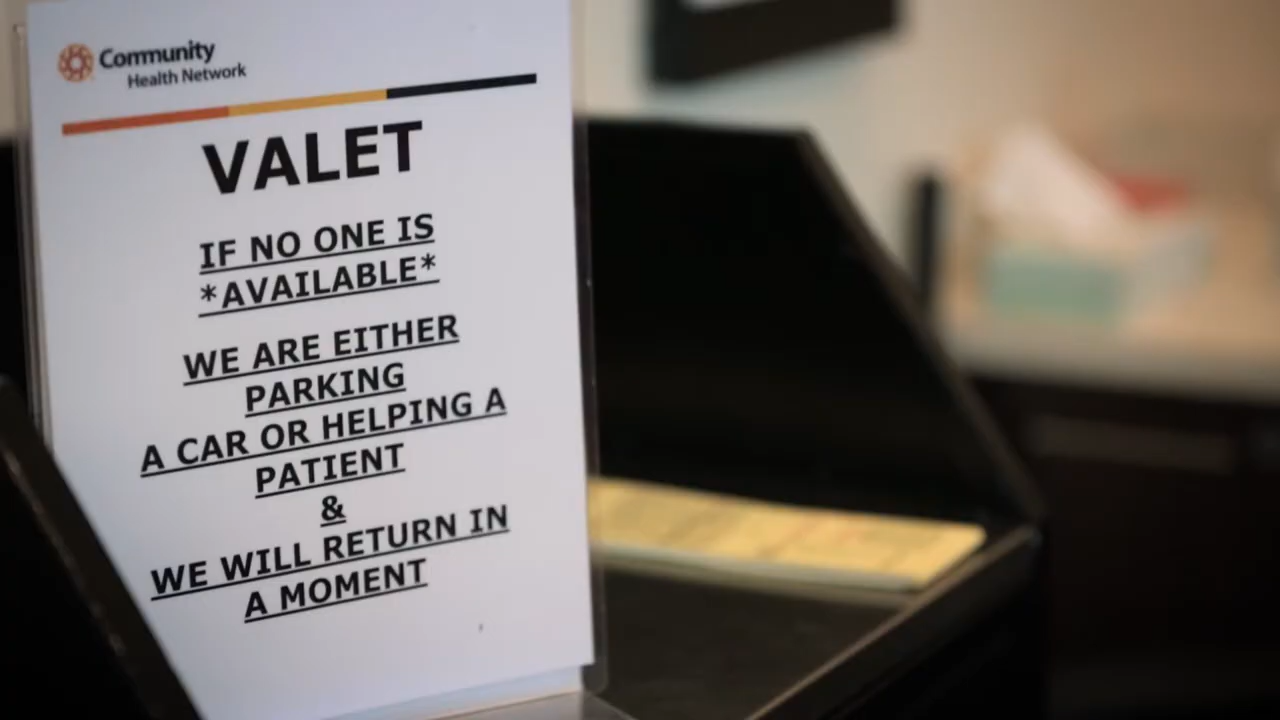 Community
Health Network
VALET
IF NO ONE IS
*AVAILABLE*
WE ARE EITHER
PARKING
A CAR OR HELPING A
PATIENT
&
WE WILL RETURN IN
A MOMENT